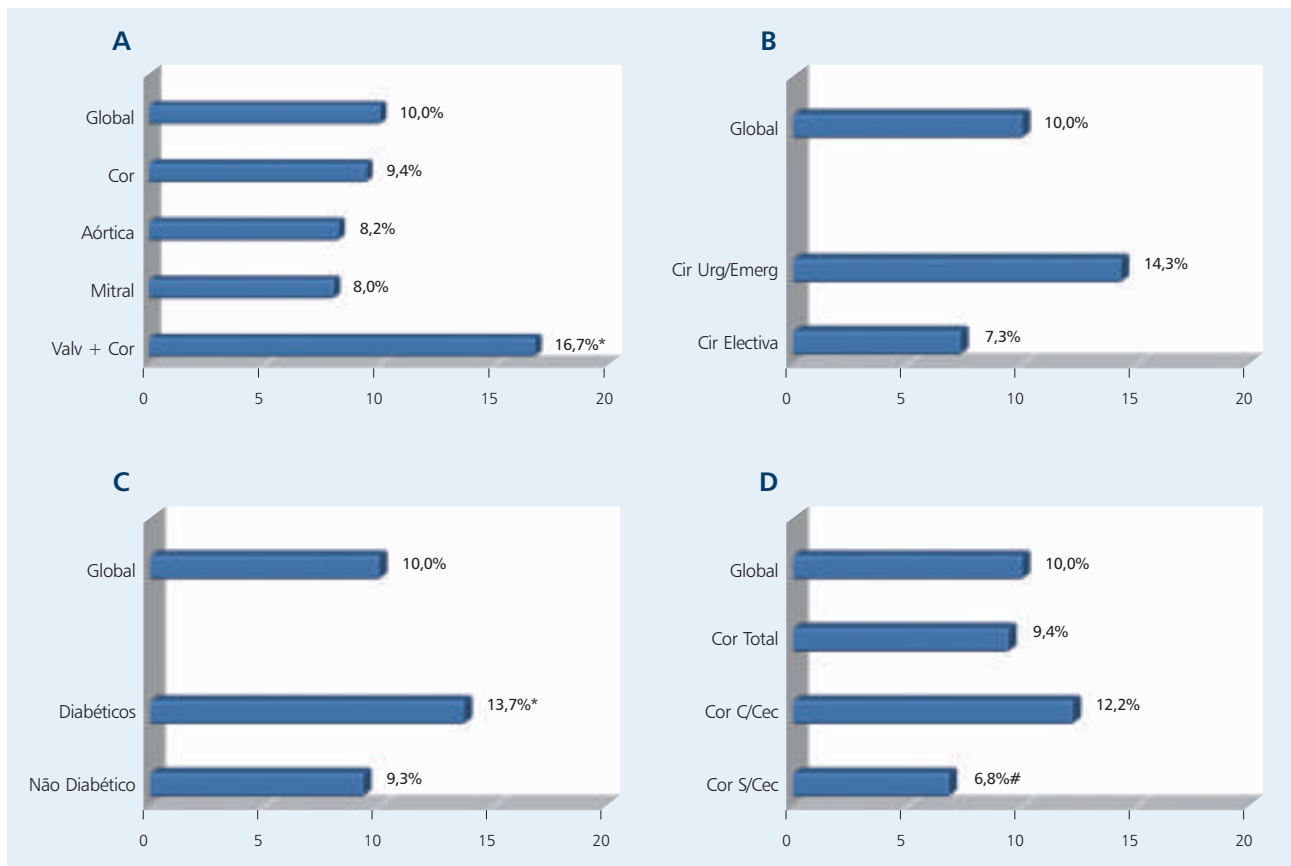 A
Global 10,0%
Cor 9,4%
Aórtica 8,2%
Mitral 8,0%
Valv + Cor 16,7%*
0 5 10 15 20
B
Global 10,0%
Cir Urg/Emerg 14,3%
Cir Electiva 7,3%
0 5 10 15 20
C
Global 10,0%
Diabéticos 13,7%*
Não Diabético 9,3%
0 5 10 15 20
D
Global 10,0%
Cor Total 9,4%
Cor C/Cec 12,2%
Cor S/Cec 6,8%#
0 5 10 15 20